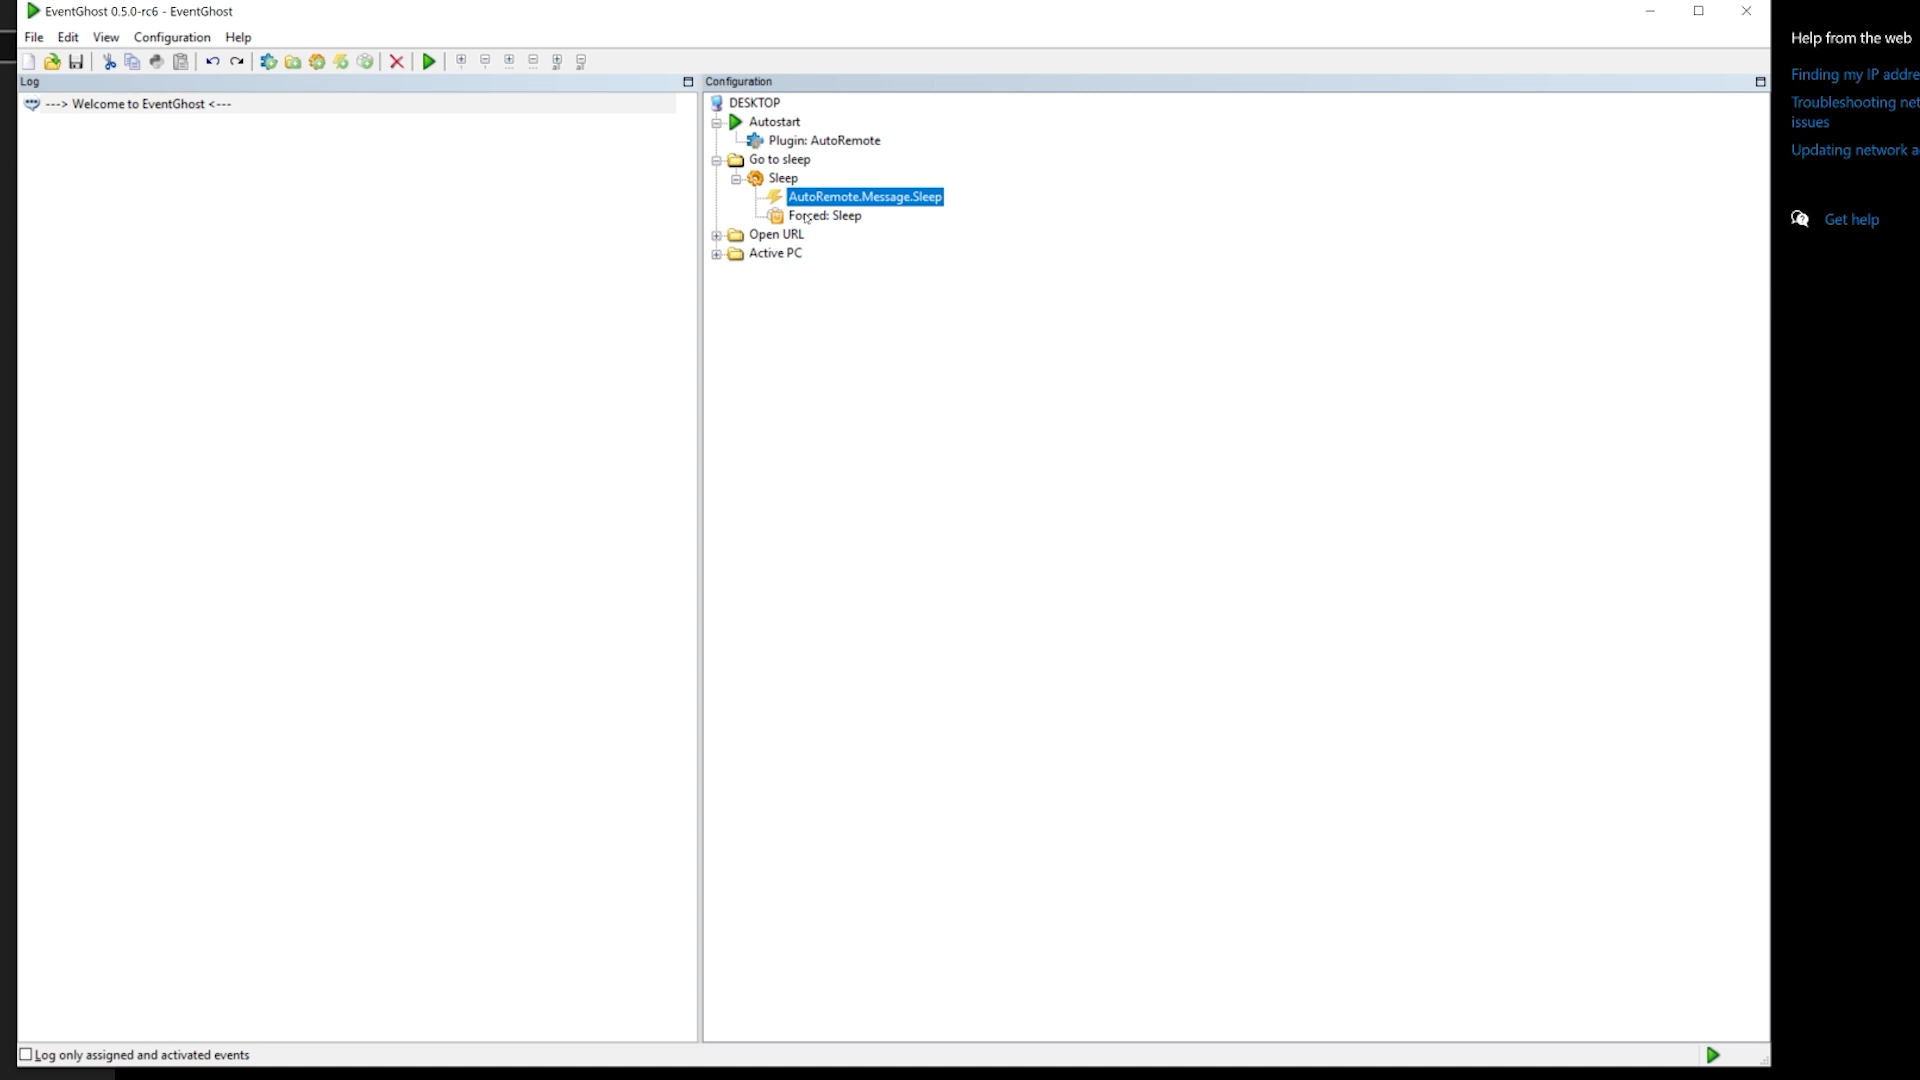 EventGhost 0.5.0-rc6 - EventGhost
File Edit View Configuration Help
Log
---> Welcome to EventGhost <---
Log only assigned and activated events
Configuration
DESKTOP
Autostart
Plugin: AutoRemote
Go to sleep
Sleep
AutoRemote.Message.Sleep
Forced: Sleep
Open URL
Active PC
Help from the web
Finding my IP addre
Troubleshooting net
issues
Updating network a
Get help